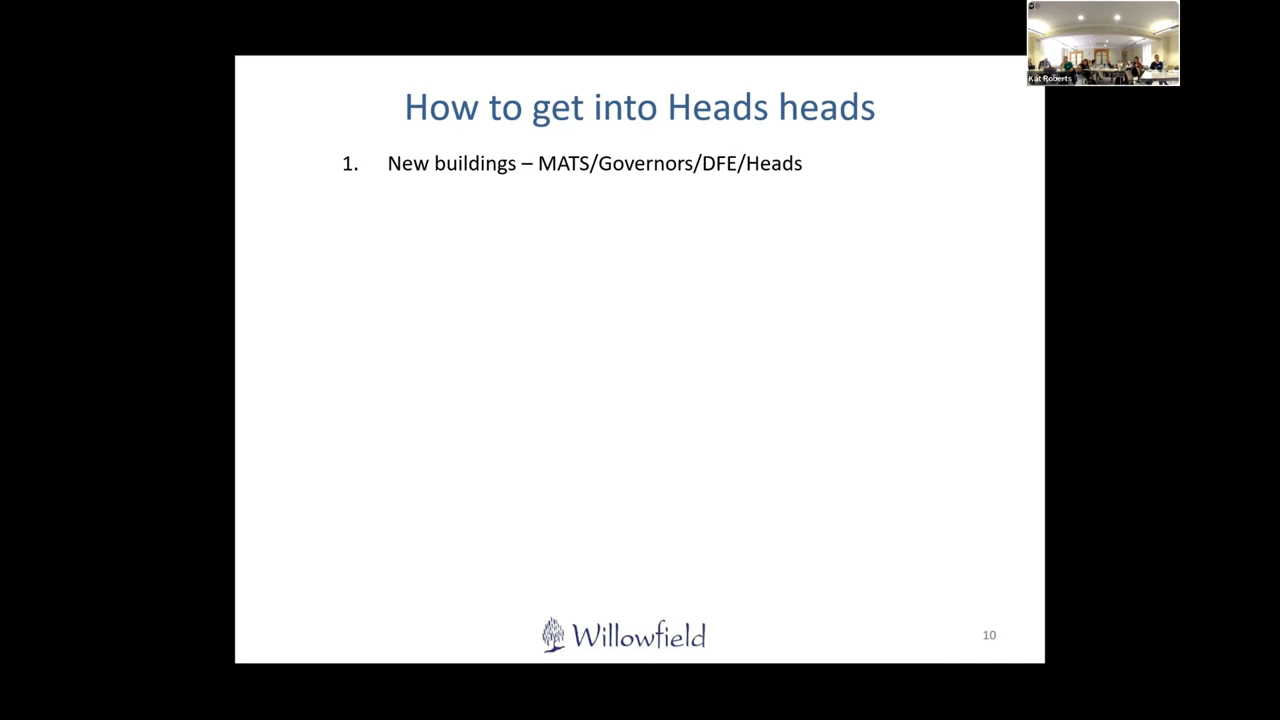 Kat Roberts
How to get into Heads heads
1. New buildings – MATS/Governors/DFE/Heads
Willowfield
10